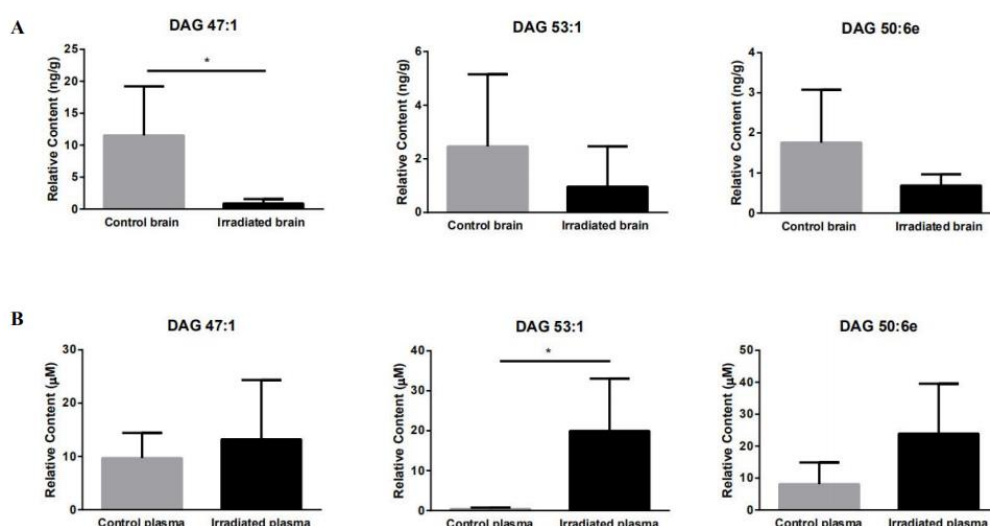 A
DAG 47:1
DAG 53:1
DAG 50:6e
Relative Content (ng/g)
25
20
15
10
5
0
*
Control brain
Irradiated brain
Relative Content (ng/g)
6
4
2
0
Control brain
Irradiated brain
Relative Content (ng/g)
4
3
2
1
0
Control brain
Irradiated brain
B
DAG 47:1
DAG 53:1
DAG 50:6e
Relative Content (µM)
30
20
10
0
Control plasma
Irradiated plasma
Relative Content (µM)
40
30
20
10
0
*
Control plasma
Irradiated plasma
Relative Content (µM)
50
40
30
20
10
0
Control plasma
Irradiated plasma